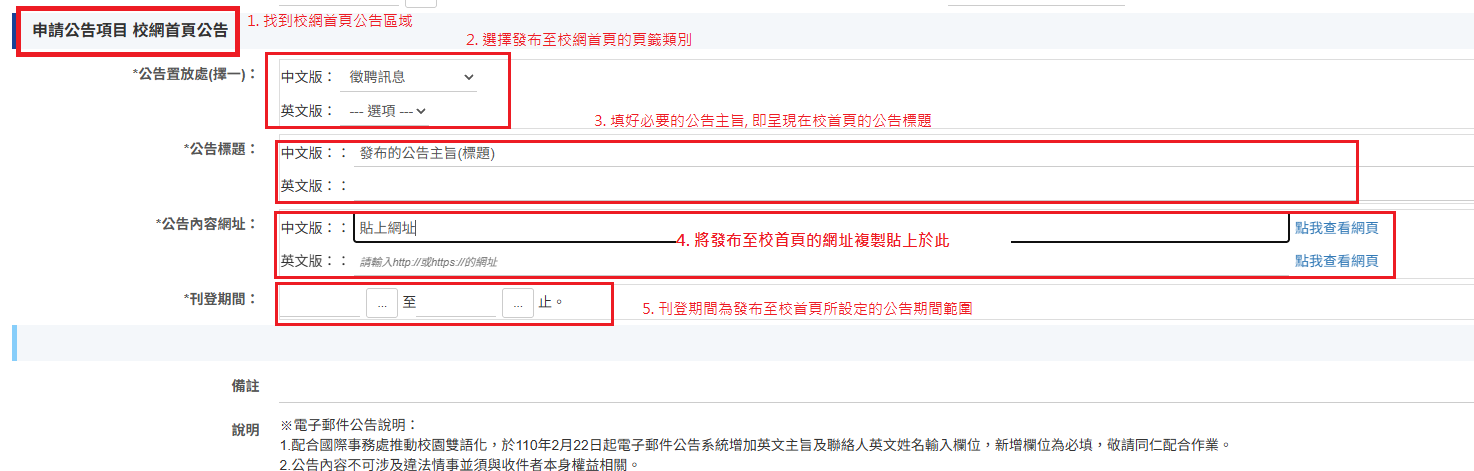 1. 找到校網首頁公告區域
申請公告項目 校網首頁公告
2. 選擇發布至校網首頁的頁籤類別
*公告置放處(擇一)：
中文版： 徵聘訊息
英文版： --- 選項 ---
3. 填好必要的公告主旨, 即呈現在校首頁的公告標題
*公告標題：
中文版：： 發布的公告主旨(標題)
英文版：：
*公告內容網址：
中文版：： 貼上網址 點我查看網頁
4. 將發布至校首頁的網址複製貼上於此
英文版：： 請輸入http://或https://的網址 點我查看網頁
*刊登期間： ... 至 ... 止。
5. 刊登期間為發布至校首頁所設定的公告期間範圍
備註
說明 ※電子郵件公告說明：
1.配合國際事務處推動校園雙語化，於110年2月22日起電子郵件公告系統增加英文主旨及聯絡人英文姓名輸入欄位，新增欄位為必填，敬請同仁配合作業。
2.公告內容不可涉及違法情事並須與收件者本身權益相關。